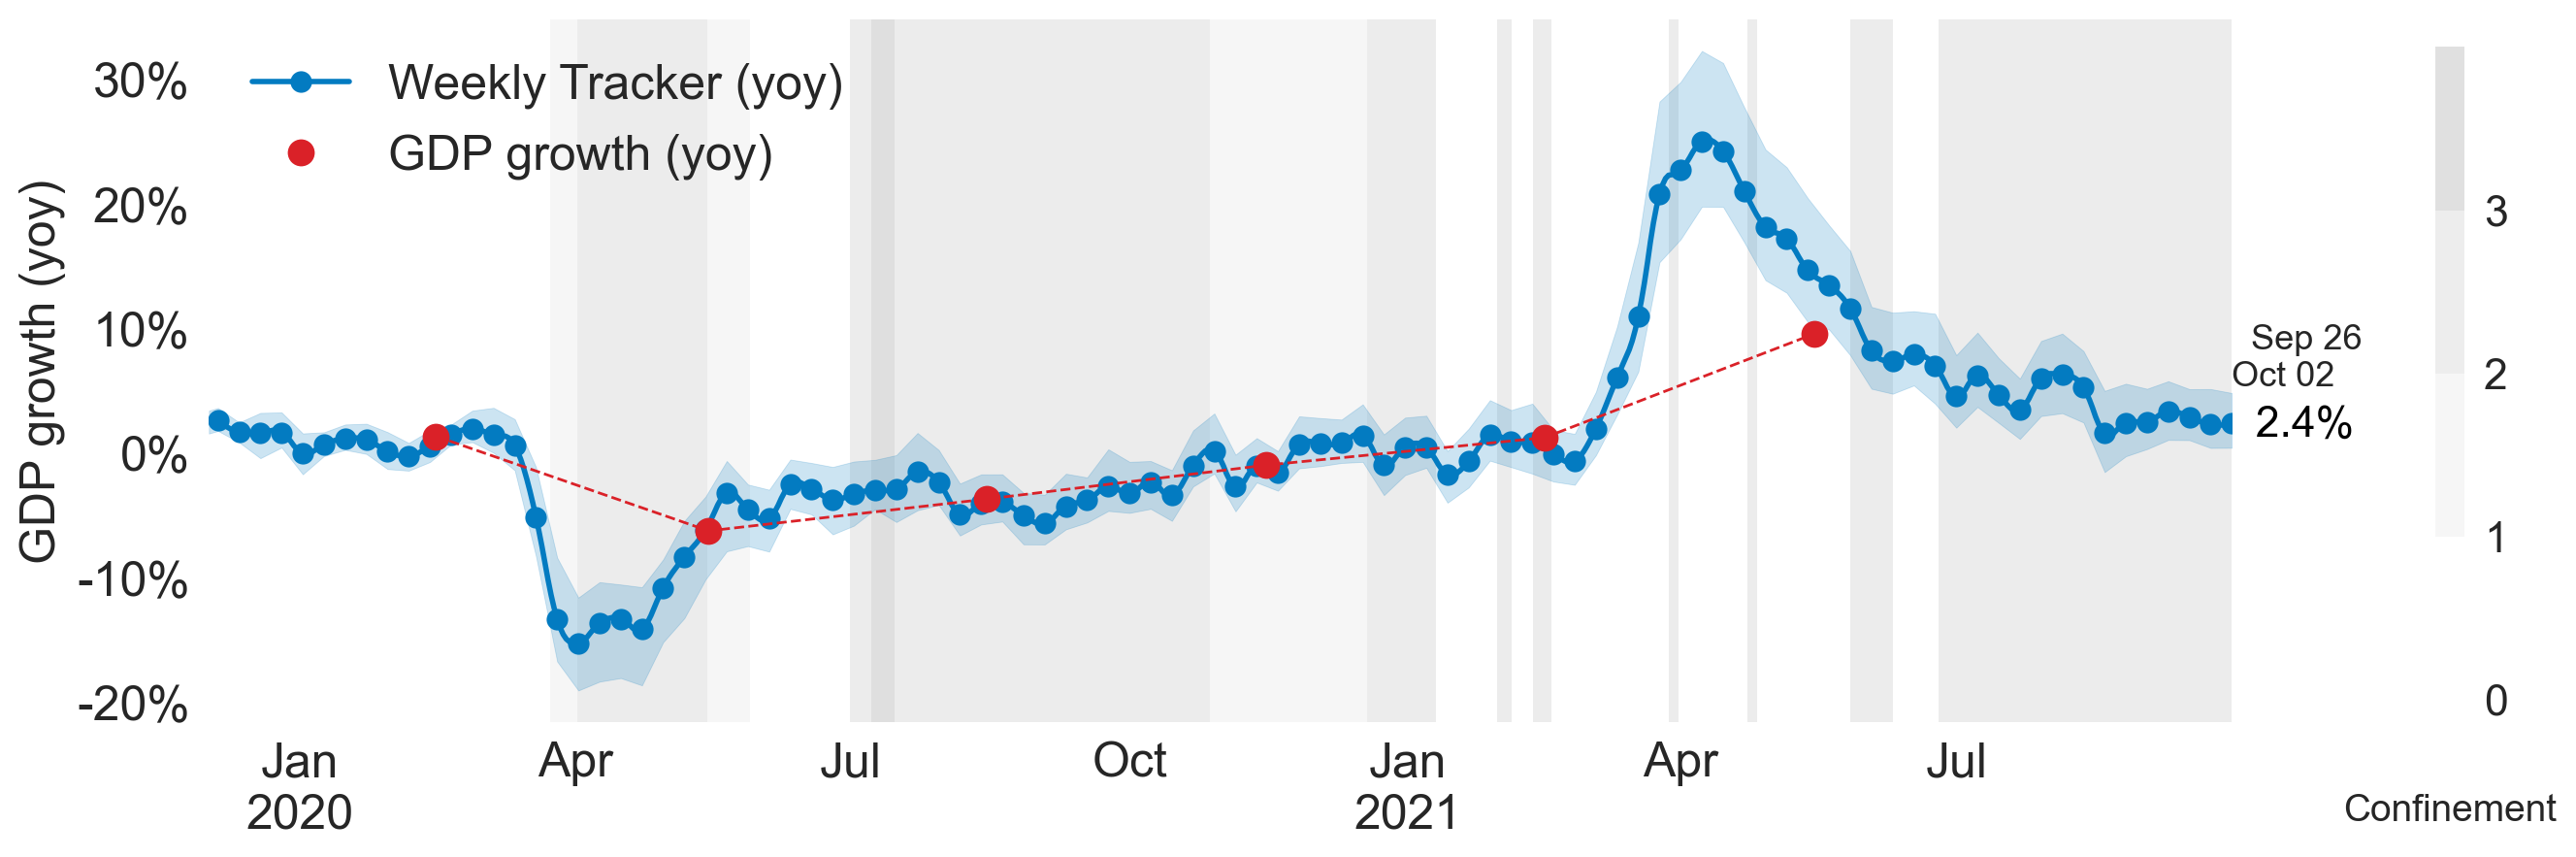 30%
20%
10%
0%
-10%
-20%
GDP growth (yoy)
Weekly Tracker (yoy)
GDP growth (yoy)
Sep 26
Oct 02
2.4%
3
2
1
0
Jan
2020
Apr
Jul
Oct
Jan
2021
Apr
Jul
Confinement